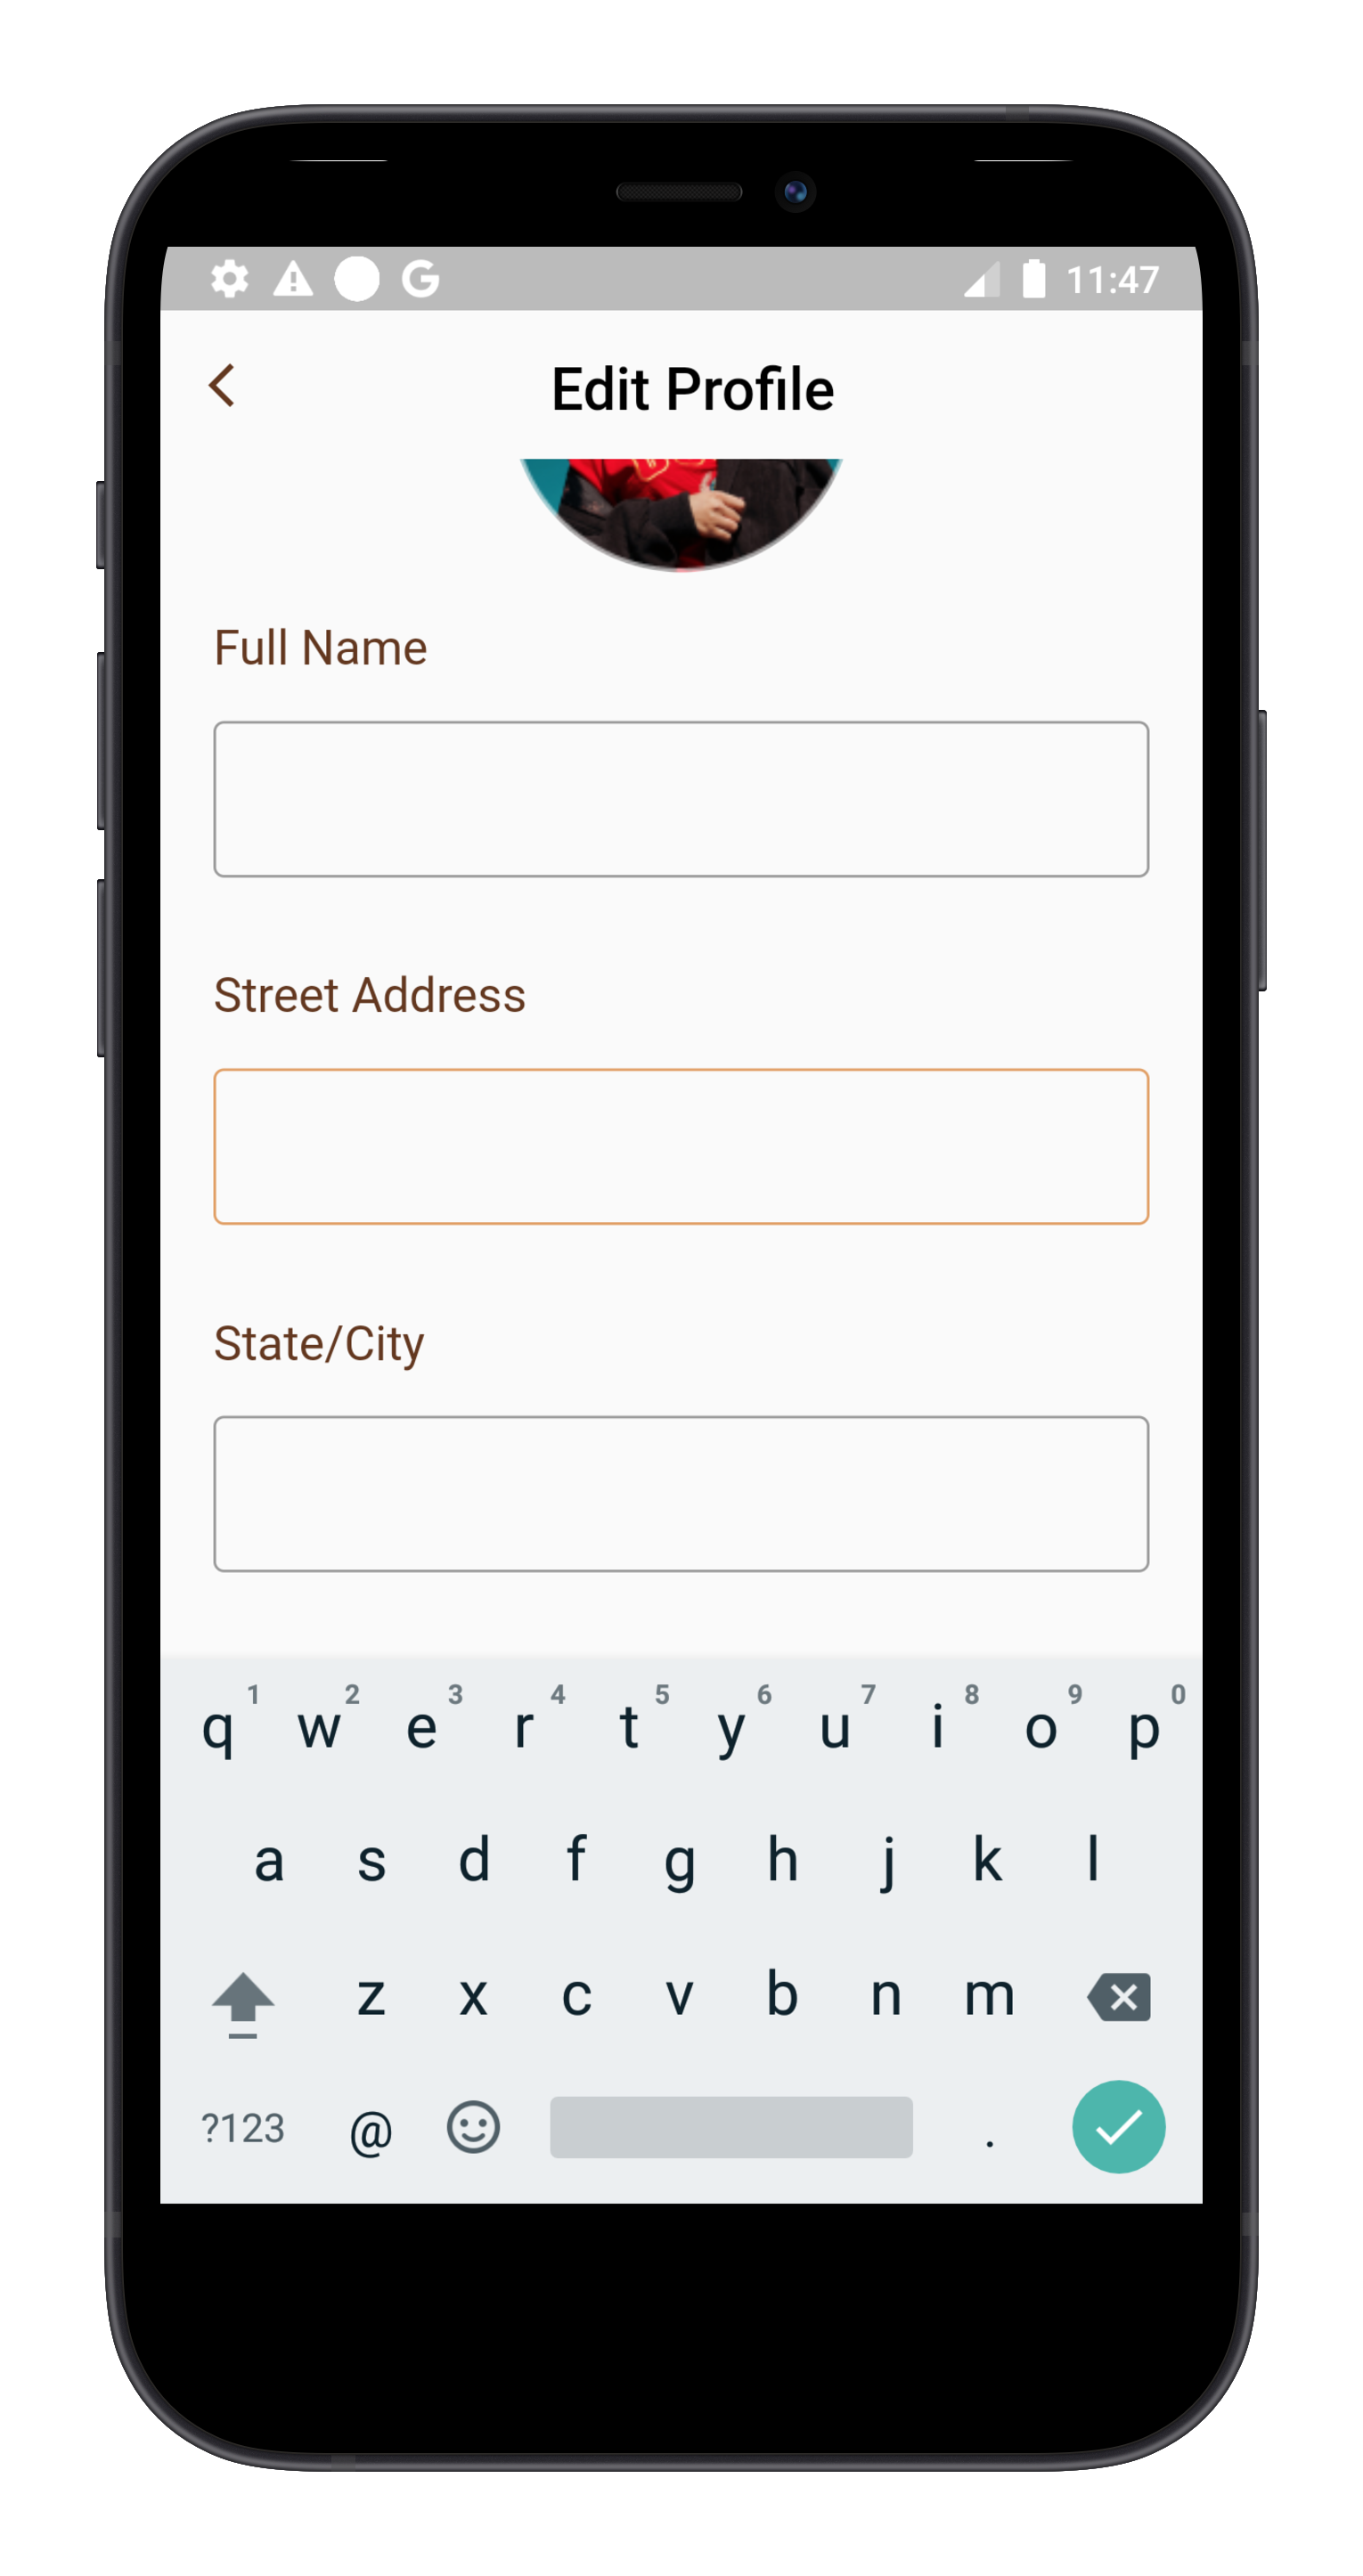 G 11:47
Edit Profile
Full Name
Street Address
State/City
1 2 3 4 5 6 7 8 9 0
q w e r t y u i o p
a s d f g h j k l
z x c v b n m
?123 @ .